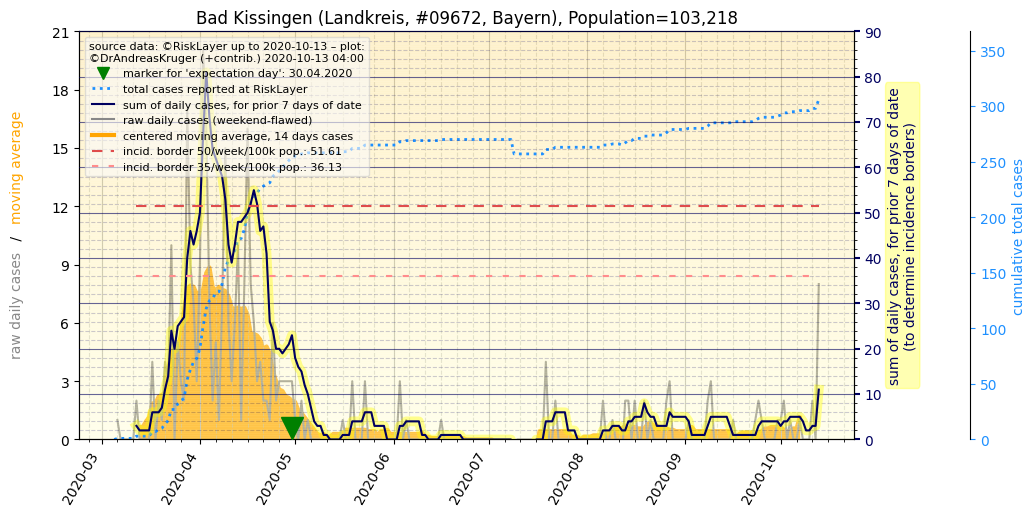 Bad Kissingen (Landkreis, #09672, Bayern), Population=103,218
source data: ©RiskLayer up to 2020-10-13 – plot:
©DrAndreasKruger (+contrib.) 2020-10-13 04:00
marker for 'expectation day': 30.04.2020
total cases reported at RiskLayer
sum of daily cases, for prior 7 days of date
raw daily cases (weekend-flawed)
centered moving average, 14 days cases
incid. border 50/week/100k pop.: 51.61
incid. border 35/week/100k pop.: 36.13
raw daily cases / moving average
21
18
15
12
9
6
3
0
90
80
70
60
50
40
30
20
10
0
sum of daily cases, for prior 7 days of date
(to determine incidence borders)
350
300
250
200
150
100
50
0
cumulative total cases
2020-03
2020-04
2020-05
2020-06
2020-07
2020-08
2020-09
2020-10